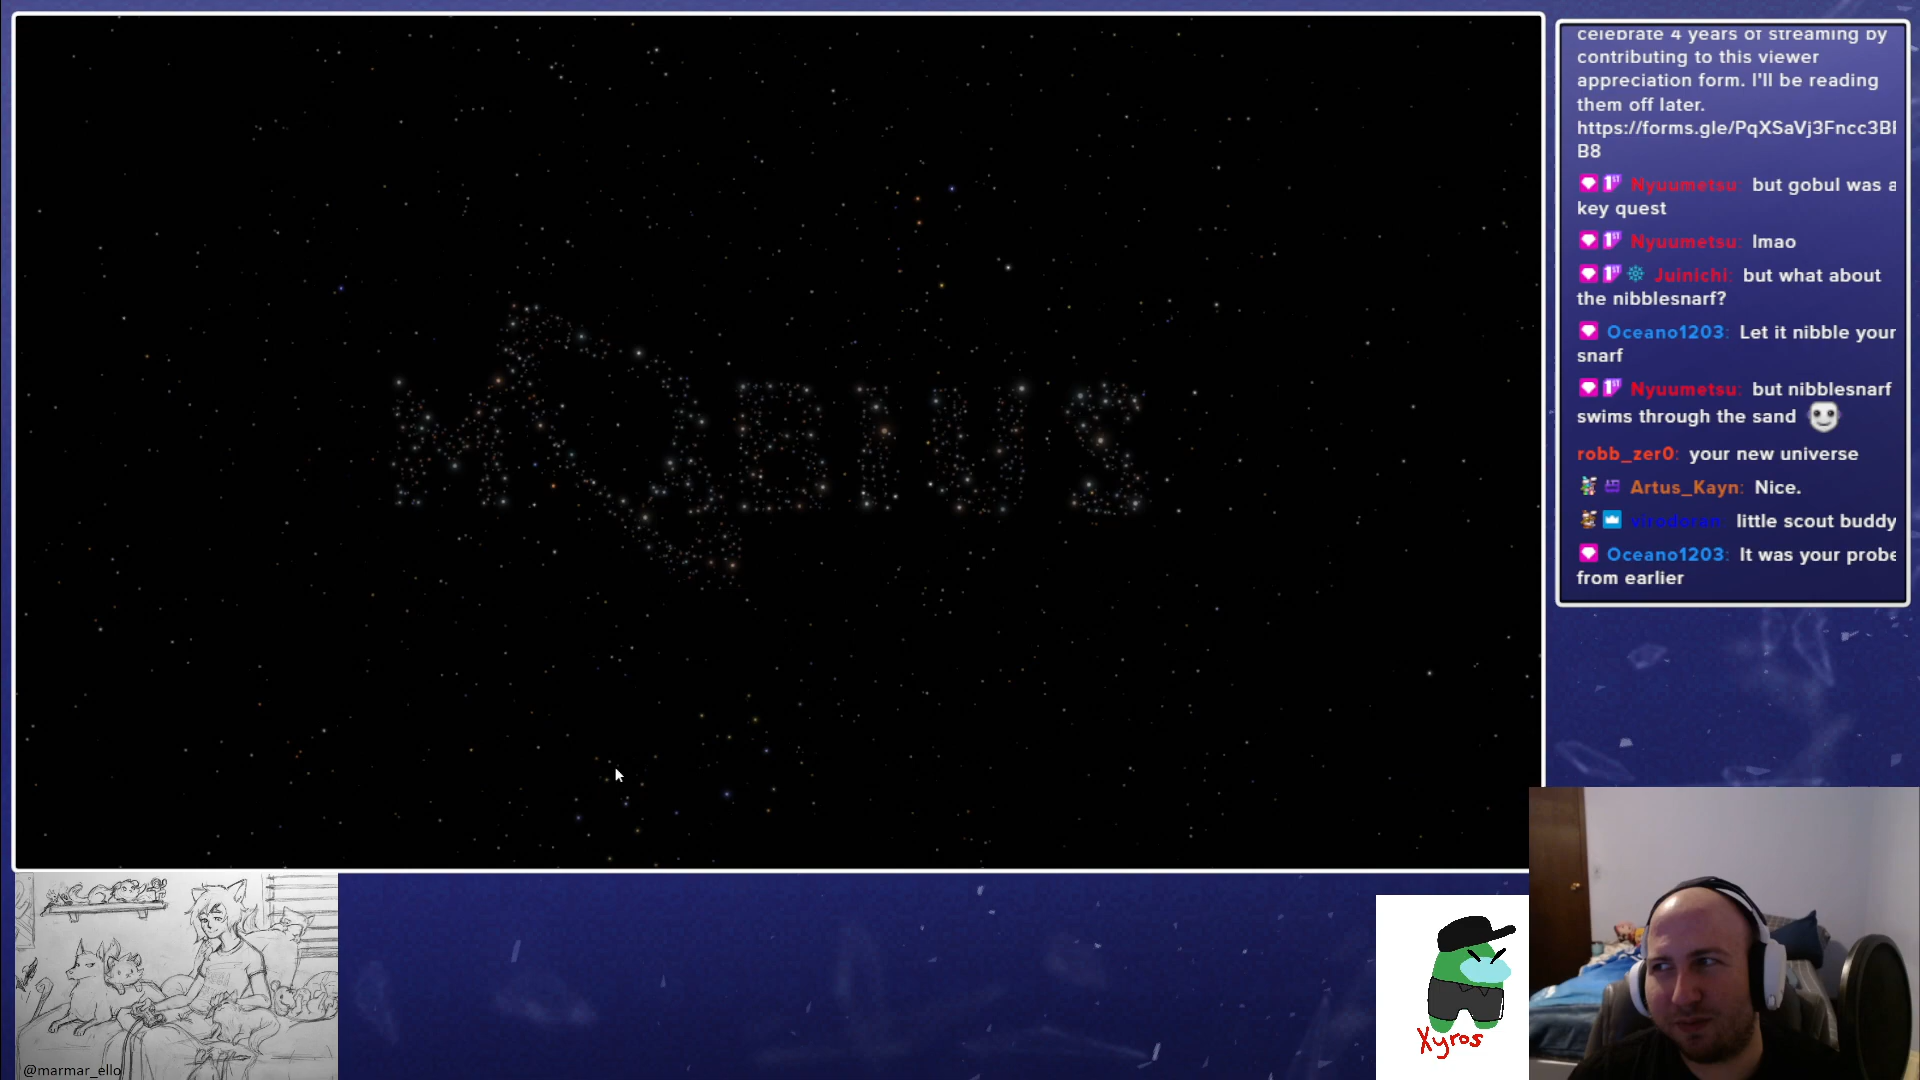 MOBIUS
celebrate 4 years of streaming by
contributing to this viewer
appreciation form. I'll be reading
them off later.
https://forms.gle/PqXSaVj3Fncc3B
B8
Nyuumetsu: but gobul was a
key quest
Nyuumetsu: lmao
Juinichi: but what about
the nibblesnarf?
Oceano1203: Let it nibble your
snarf
Nyuumetsu: but nibblesnarf
swims through the sand
robb_zer0: your new universe
Artus_Kayn: Nice.
virodoran: little scout buddy
Oceano1203: It was your probe
from earlier
@marmar_ello
Xyros